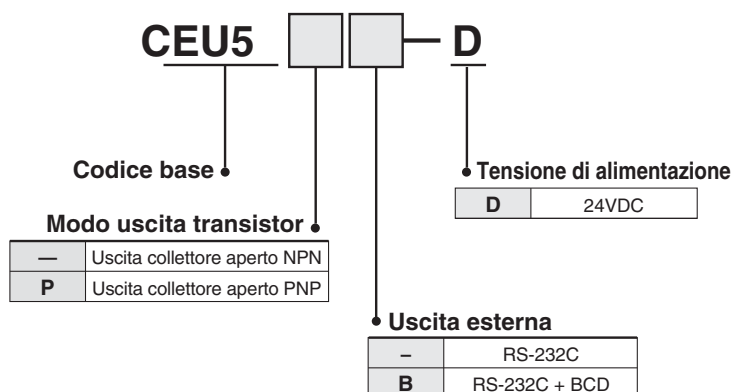 CEU5 — D
Codice base
Tensione di alimentazione
D 24VDC
Modo uscita transistor
— Uscita collettore aperto NPN
P Uscita collettore aperto PNP
Uscita esterna
– RS-232C
B RS-232C + BCD